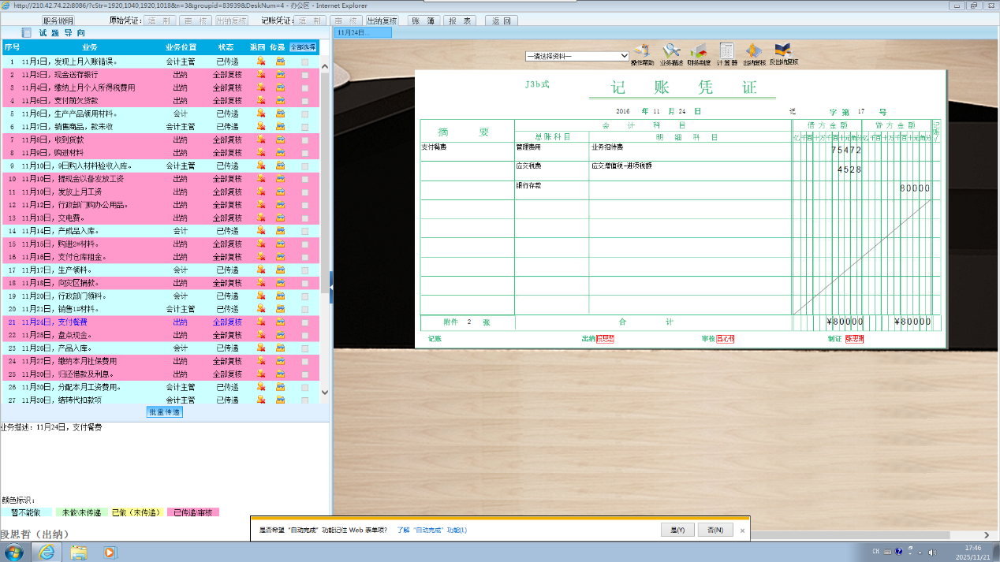 http://210.42.74.22:8086/?cStr=1920,1040,1920,1018&n=3&groupid=83939&DeskNum=4 - 办公区 - Internet Explorer
职务说明 原始凭证: 填 制 审 核 出纳复核 记账凭证: 填 制 审 核 出纳复核 账 簿 报 表 返 回
试 题 导 向
11月24日...
序号 业务 业务位置 状态 退回 传递 全部选择
1 11月1日，发现上月入账错误。 会计主管 已传递
2 11月3日，现金送存银行 出纳 全部复核
3 11月4日，缴纳上月个人所得税费用 出纳 全部复核
4 11月6日，支付前欠货款 出纳 全部复核
5 11月6日，生产产品领用材料。 会计 已传递
6 11月7日，销售商品，款未收 会计主管 已传递
7 11月8日，收到货款 出纳 全部复核
8 11月9日，购进材料 出纳 全部复核
9 11月10日，9日购入材料验收入库。 会计主管 已传递
10 11月10日，提现金以备发放工资 出纳 全部复核
11 11月10日，发放上月工资 出纳 全部复核
12 11月12日，行政部门购办公用品。 出纳 全部复核
13 11月13日，交电费。 出纳 全部复核
14 11月14日，产成品入库。 会计 已传递
15 11月15日，购进2#材料。 出纳 全部复核
16 11月16日，支付仓库租金。 出纳 全部复核
17 11月17日，生产领料。 会计 已传递
18 11月18日，向灾区捐款。 出纳 全部复核
19 11月20日，行政部门领料。 会计 已传递
20 11月21日，销售1#材料。 会计主管 已传递
21 11月24日，支付餐费 出纳 全部复核
22 11月25日，盘点现金。 出纳 全部复核
23 11月26日，产品入库。 会计 已传递
24 11月27日，缴纳本月社保费用 出纳 全部复核
25 11月30日，归还借款及利息。 出纳 全部复核
26 11月30日，分配本月工资费用。 会计主管 已传递
27 11月30日，结转代扣款项 会计主管 已传递
批量传递
业务描述：11月24日，支付餐费
颜色标识：
暂不能做 未做\未传递 已做（未传递） 已传递\审核
段思哲（出纳）
—请选择资料— 操作帮助 业务描述 财务制度 计算器 出纳复核 反出纳复核
J3b式 记 账 凭 证
2016 年 11 月 24 日 记 字 第 17 号
摘 要 会 计 科 目 借方金额 贷方金额 记账√
总账科目 明 细 科 目 亿千百十万千百十元角分 亿千百十万千百十元角分
支付餐费 管理费用 业务招待费 75472
应交税费 应交增值税-进项税额 4528
银行存款 80000
附件 2 张 合 计 ¥80000 ¥80000
记账 出纳 段思哲 审核 制证
是否希望“自动完成”功能记住 Web 表单项? 了解“自动完成”功能(L) 是(Y) 否(N) ×
CH 17:46
2025/11/21